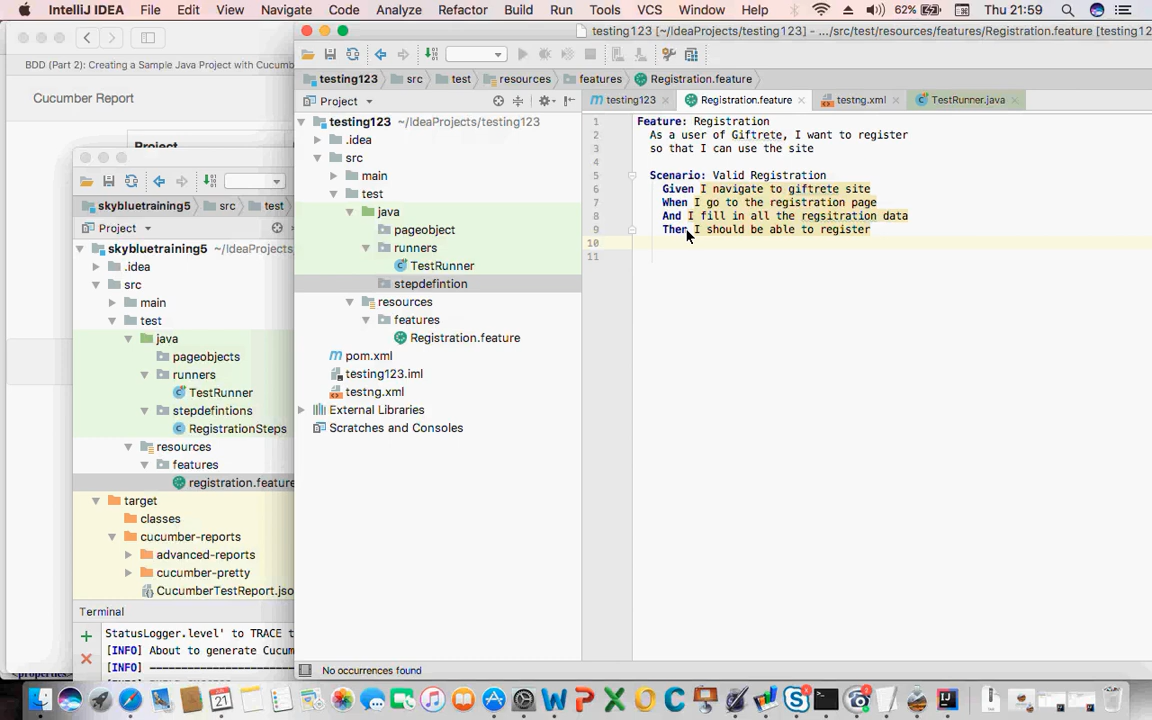 IntelliJ IDEA File Edit View Navigate Code Analyze Refactor Build Run Tools VCS Window Help 62% Thu 21:59
testing123 [~/IdeaProjects/testing123] - .../src/test/resources/features/Registration.feature [testing12
BDD (Part 2): Creating a Sample Java Project with Cucumber
Cucumber Report
Project
skybluetraining5 src test
Project
skybluetraining5 ~/IdeaProje
.idea
src
main
test
java
pageobjects
runners
TestRunner
stepdefintions
RegistrationSteps
resources
features
registration.feature
target
classes
cucumber-reports
advanced-reports
cucumber-pretty
CucumberTestReport.jso
Terminal
StatusLogger.level' to TRACE t
[INFO] About to generate Cucum
[INFO] ------------------------
<properties>
testing123 src test resources features Registration.feature
Project
testing123 ~/IdeaProjects/testing123
.idea
src
main
test
java
pageobject
runners
TestRunner
stepdefintion
resources
features
Registration.feature
pom.xml
testing123.iml
testng.xml
External Libraries
Scratches and Consoles
testing123 Registration.feature testng.xml TestRunner.java
1 Feature: Registration
2 As a user of Giftrete, I want to register
3 so that I can use the site
4
5 Scenario: Valid Registration
6 Given I navigate to giftrete site
7 When I go to the registration page
8 And I fill in all the regsitration data
9 Then I should be able to register
10
11
No occurrences found
21